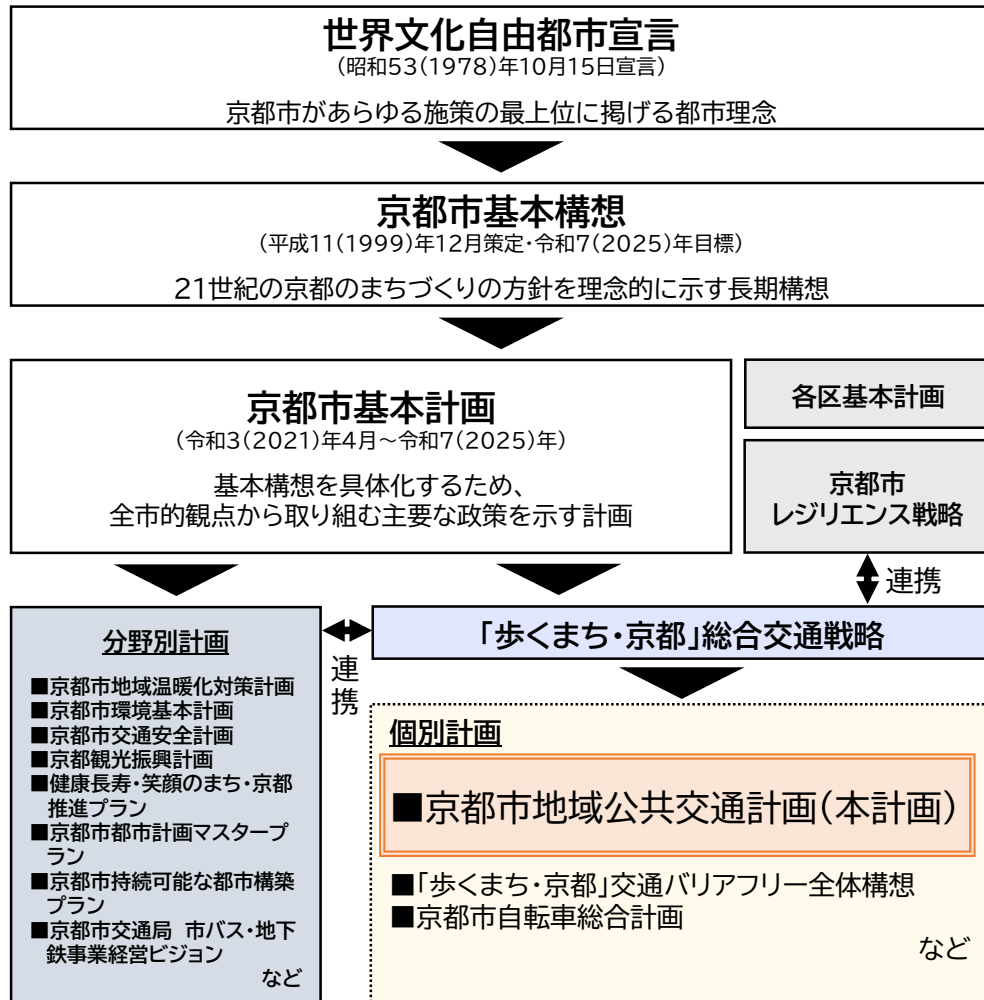 世界文化自由都市宣言
（昭和53(1978)年10月15日宣言）
京都市があらゆる施策の最上位に掲げる都市理念
京都市基本構想
（平成11(1999)年12月策定・令和7(2025)年目標）
21世紀の京都のまちづくりの方針を理念的に示す長期構想
京都市基本計画
（令和3(2021)年4月～令和7(2025)年）
基本構想を具体化するため、
全市的観点から取り組む主要な政策を示す計画
各区基本計画
京都市
レジリエンス戦略
連携
分野別計画
■京都市地域温暖化対策計画
■京都市環境基本計画
■京都市交通安全計画
■京都観光振興計画
■健康長寿・笑顔のまち・京都
推進プラン
■京都市都市計画マスタープ
ラン
■京都市持続可能な都市構築
プラン
■京都市交通局 市バス・地下
鉄事業経営ビジョン
など
連携
「歩くまち・京都」総合交通戦略
個別計画
■京都市地域公共交通計画（本計画）
■「歩くまち・京都」交通バリアフリー全体構想
■京都市自転車総合計画
など